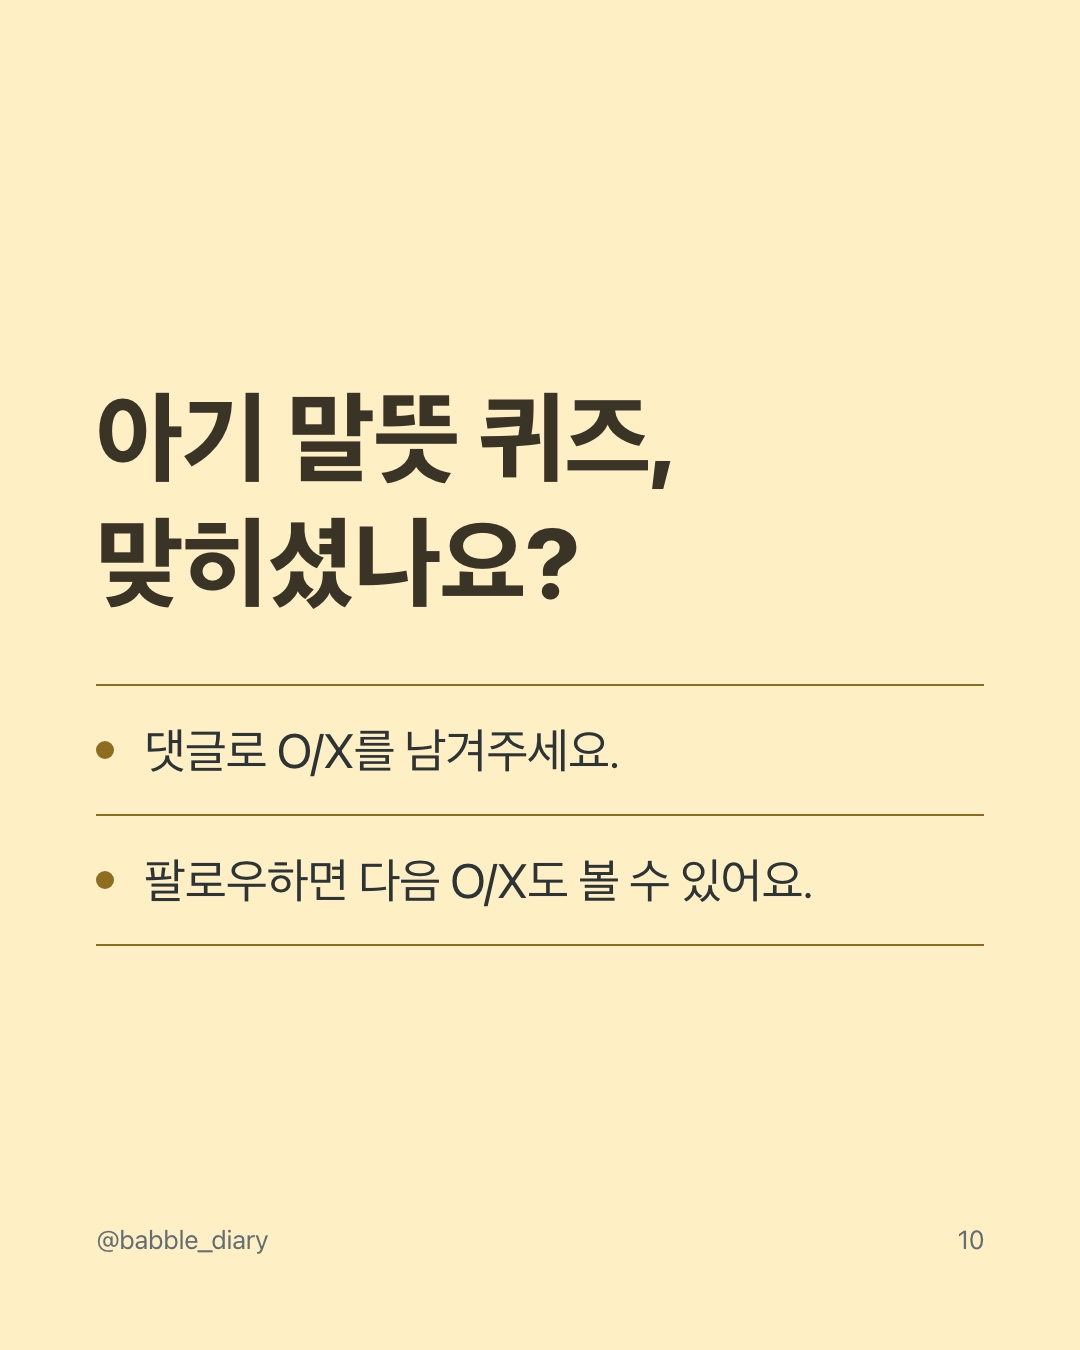 아기 말뜻 퀴즈,
맞히셨나요?
댓글로 O/X를 남겨주세요.
팔로우하면 다음 O/X도 볼 수 있어요.
@babble_diary
10